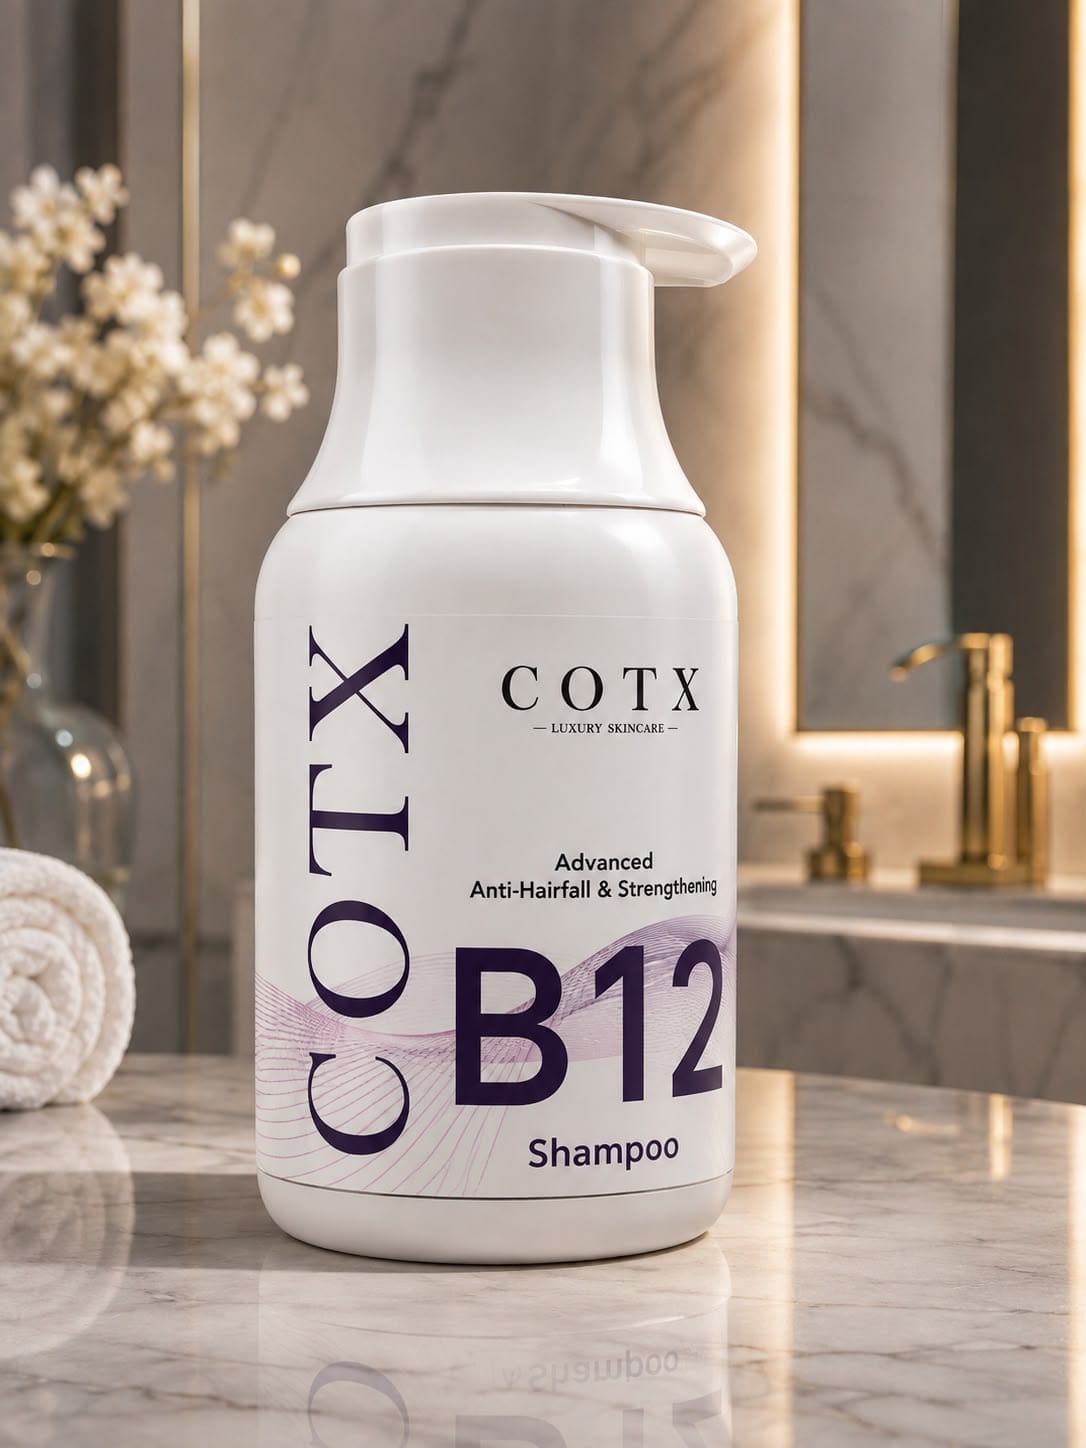 COTX
COTX
— LUXURY SKINCARE —
Advanced
Anti-Hairfall & Strengthening
B12
Shampoo